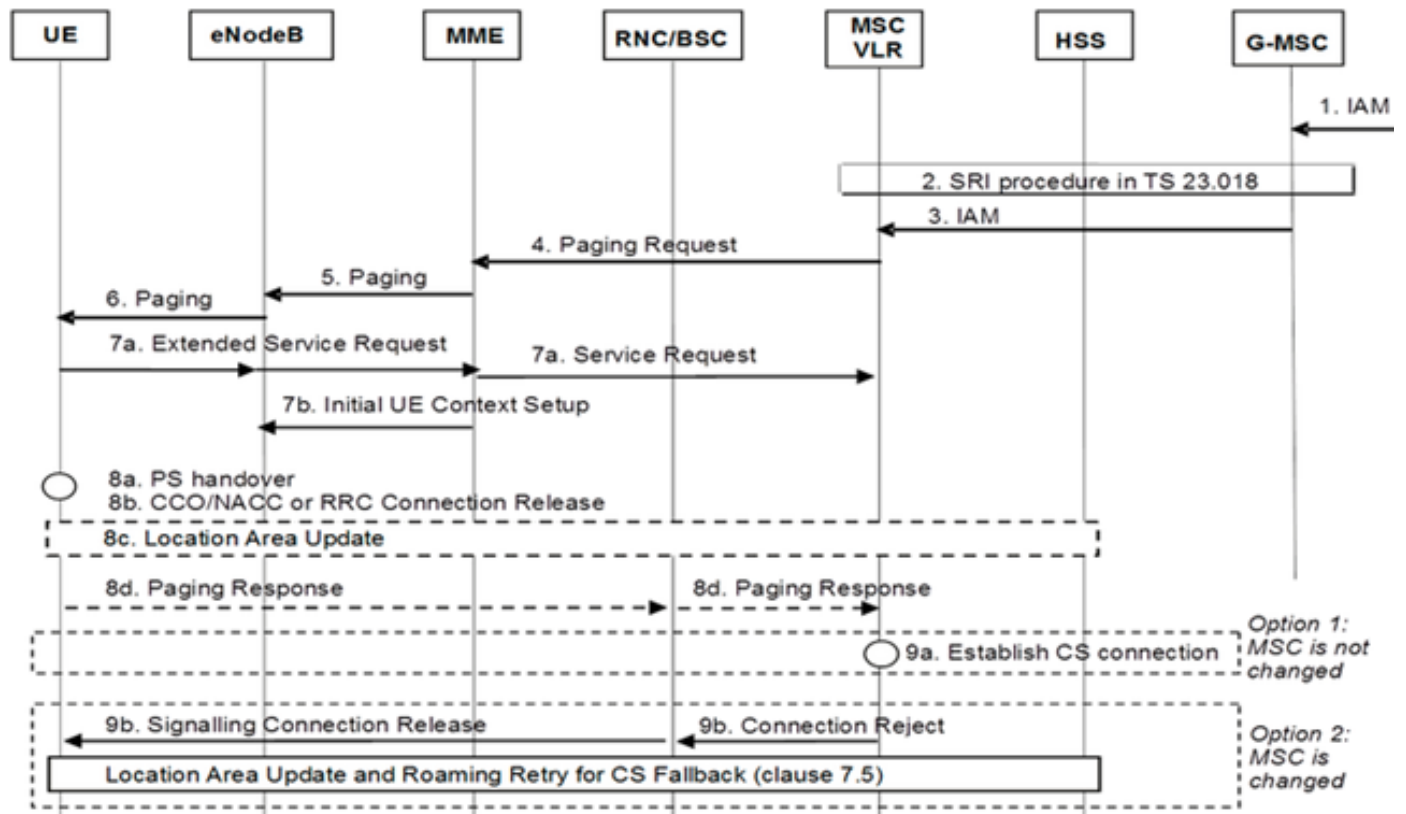 UE
eNodeB
MME
RNC/BSC
MSC
VLR
HSS
G-MSC
1. IAM
2. SRI procedure in TS 23.018
3. IAM
4. Paging Request
5. Paging
6. Paging
7a. Extended Service Request
7a. Service Request
7b. Initial UE Context Setup
8a. PS handover
8b. CCO/NACC or RRC Connection Release
8c. Location Area Update
8d. Paging Response
8d. Paging Response
Option 1:
MSC is not
changed
9a. Establish CS connection
9b. Signalling Connection Release
9b. Connection Reject
Option 2:
MSC is
changed
Location Area Update and Roaming Retry for CS Fallback (clause 7.5)